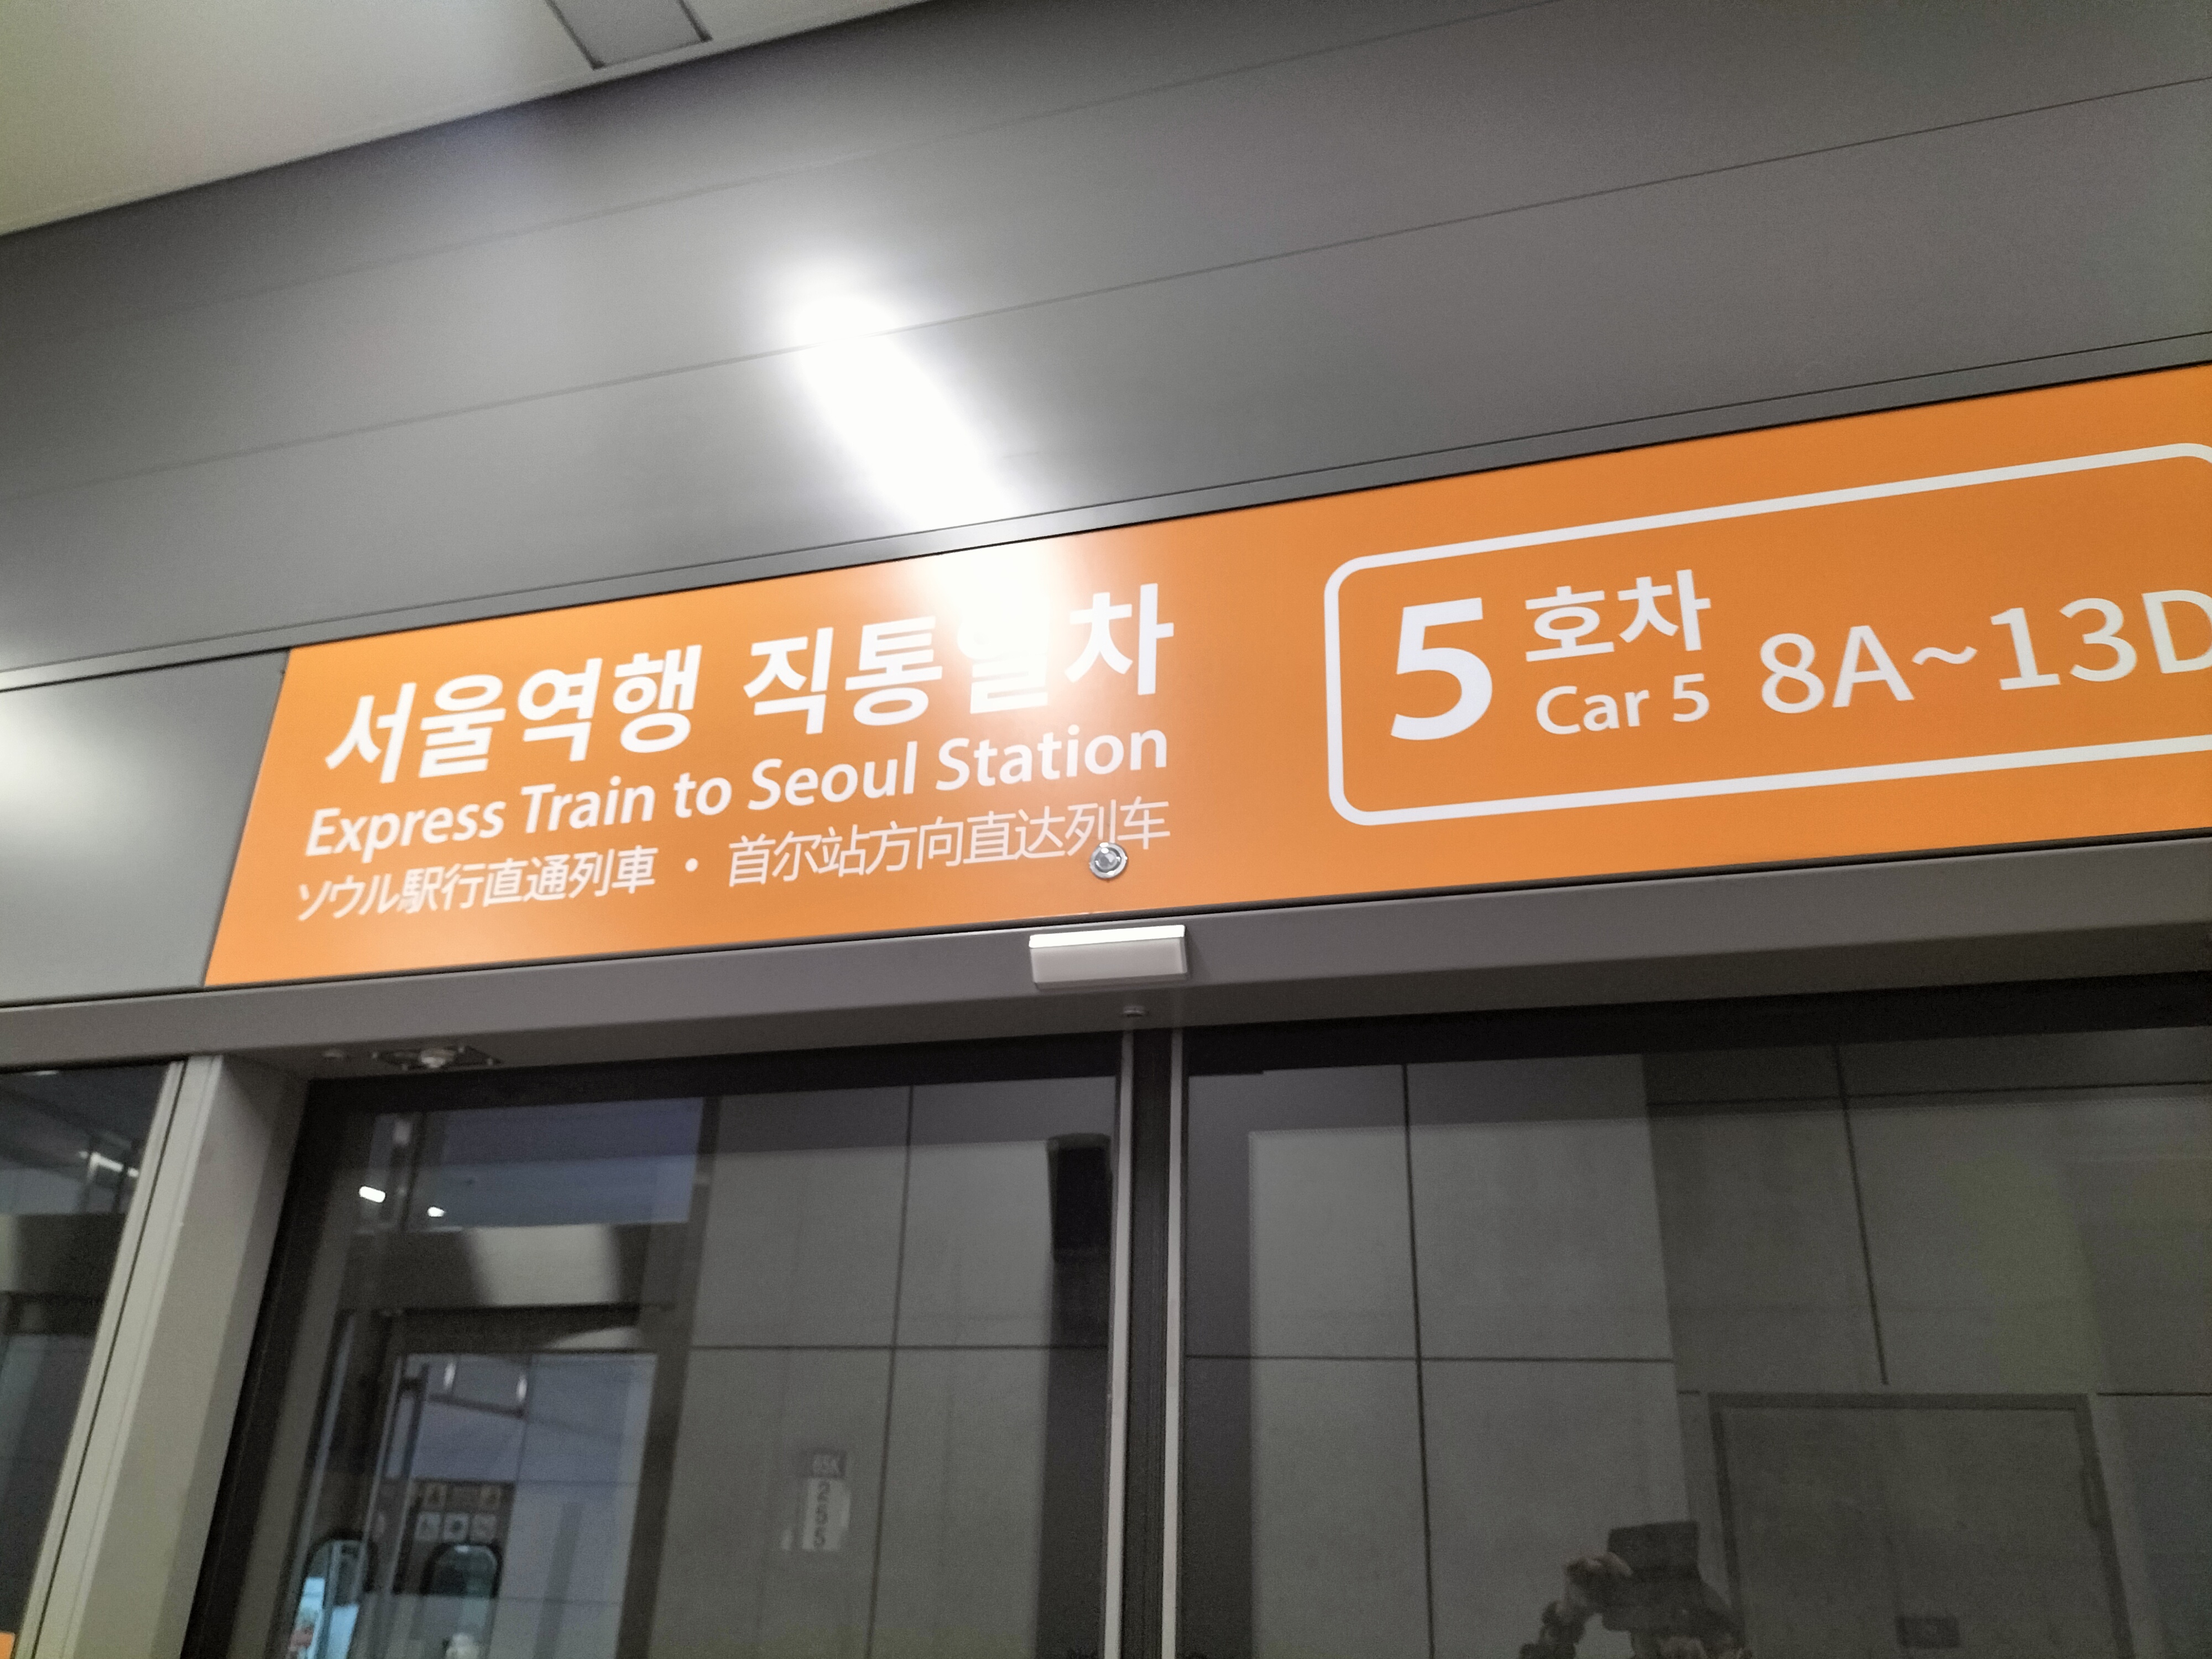 서울역행 직통열차
Express Train to Seoul Station
ソウル駅行直通列車 • 首尔站方向直达列车
5 호차
Car 5
8A~13D